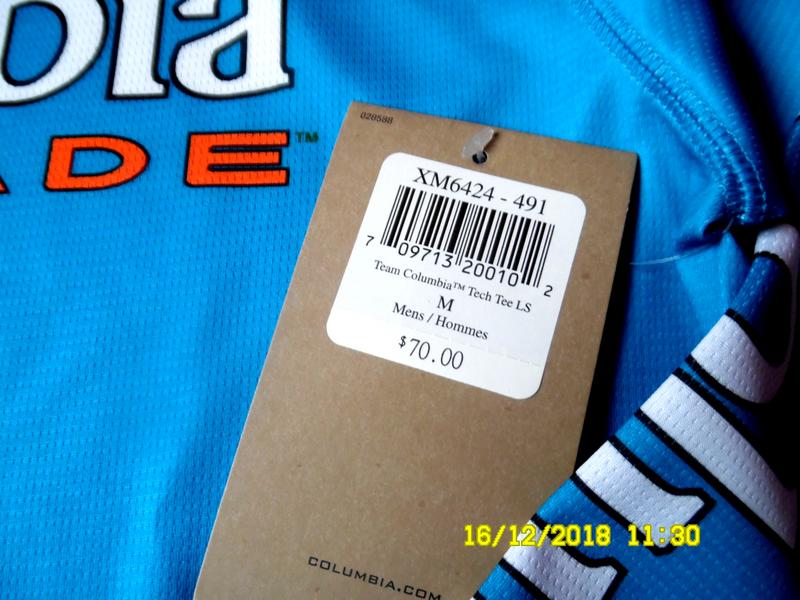 bia
ADE™
028588
XM6424 - 491
7 09713 20010 2
Team Columbia™ Tech Tee LS
M
Mens / Hommes
$70.00
COLUMBIA.COM
16/12/2018 11:30